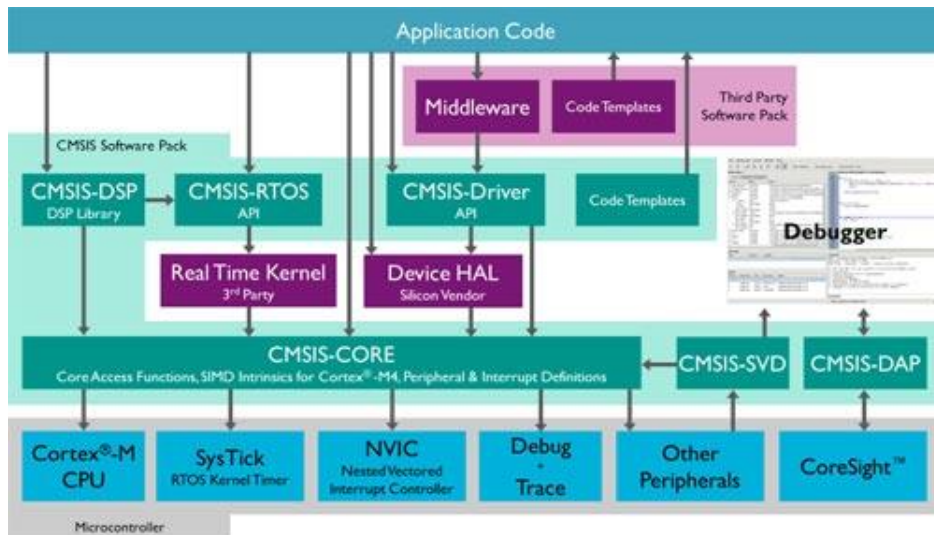 Application Code
Middleware
Code Templates
Third Party
Software Pack
CMSIS Software Pack
CMSIS-DSP
DSP Library
CMSIS-RTOS
API
CMSIS-Driver
API
Code Templates
Debugger
Real Time Kernel
3rd Party
Device HAL
Silicon Vendor
CMSIS-CORE
Core Access Functions, SIMD Intrinsics for Cortex®-M4, Peripheral & Interrupt Definitions
CMSIS-SVD
CMSIS-DAP
Cortex®-M
CPU
SysTick
RTOS Kernel Timer
NVIC
Nested Vectored
Interrupt Controller
Debug
+
Trace
Other
Peripherals
CoreSight™
Microcontroller